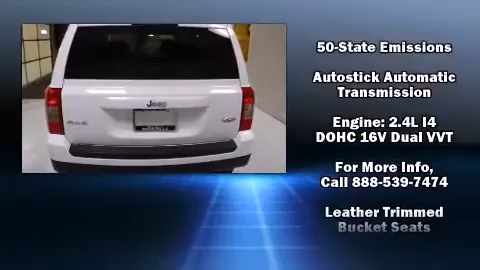 Jeep
50-State Emissions
Autostick Automatic
Transmission
Engine: 2.4L I4
DOHC 16V Dual VVT
For More Info,
Call 888-539-7474
Leather Trimmed
Bucket Seats